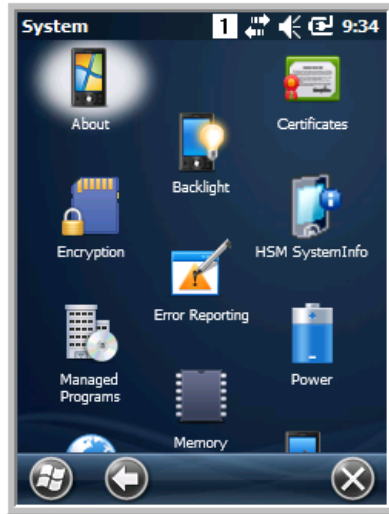 System 1 9:34
About
Certificates
Backlight
Encryption
HSM SystemInfo
Error Reporting
Managed
Programs
Power
Memory